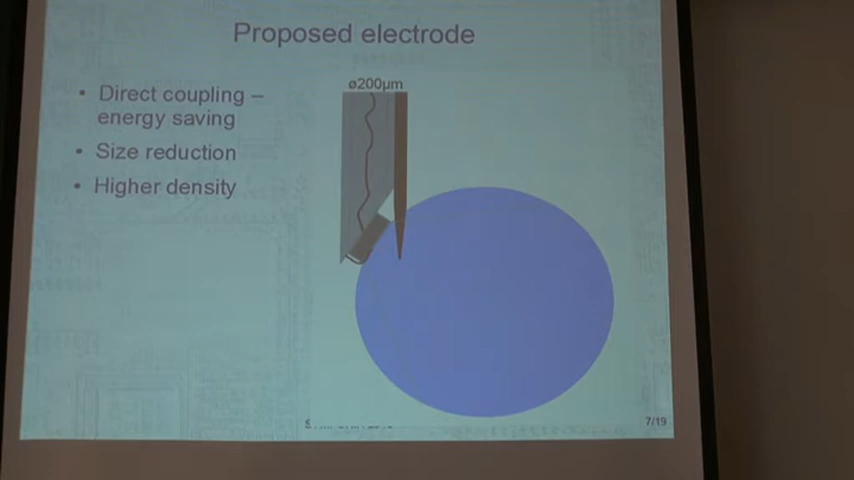 Proposed electrode
• Direct coupling –
energy saving
• Size reduction
• Higher density
ø200µm
7/19